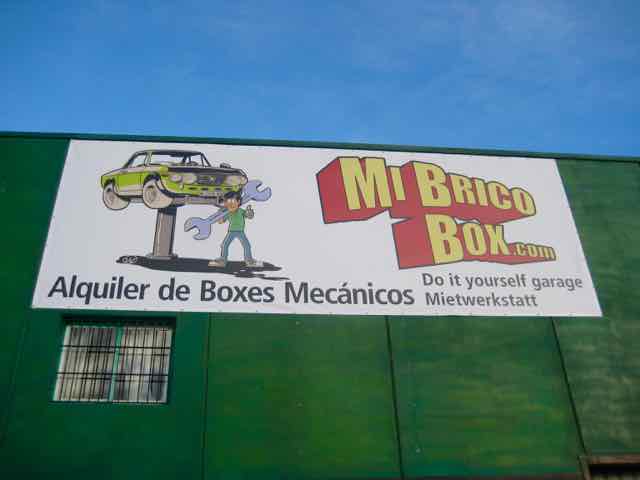 Mi Brico
Box.com
Alquiler de Boxes Mecánicos
Do it yourself garage
Mietwerkstatt